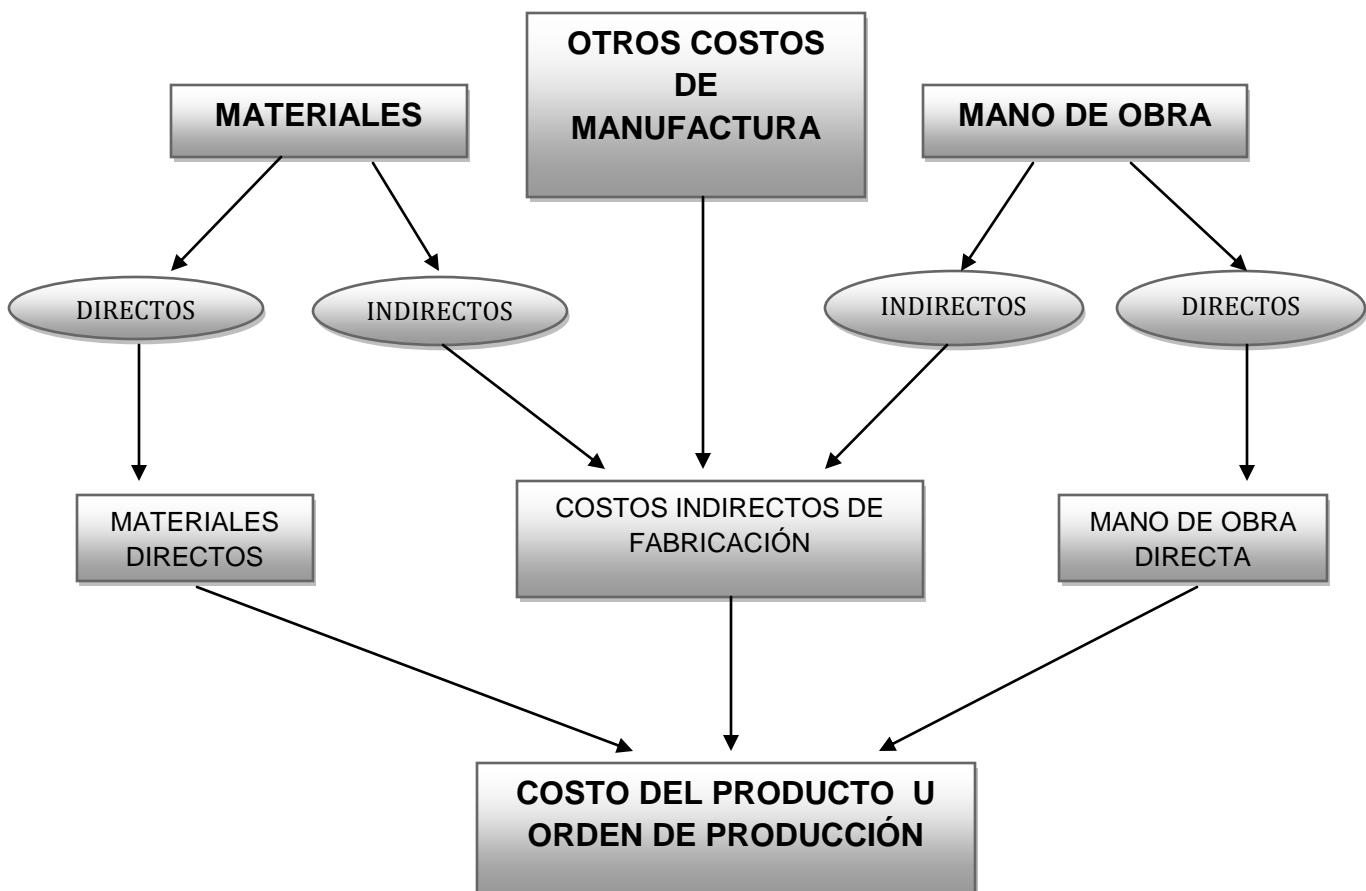 OTROS COSTOS
DE
MANUFACTURA
MATERIALES
MANO DE OBRA
DIRECTOS
INDIRECTOS
INDIRECTOS
DIRECTOS
MATERIALES
DIRECTOS
COSTOS INDIRECTOS DE
FABRICACIÓN
MANO DE OBRA
DIRECTA
COSTO DEL PRODUCTO U
ORDEN DE PRODUCCIÓN